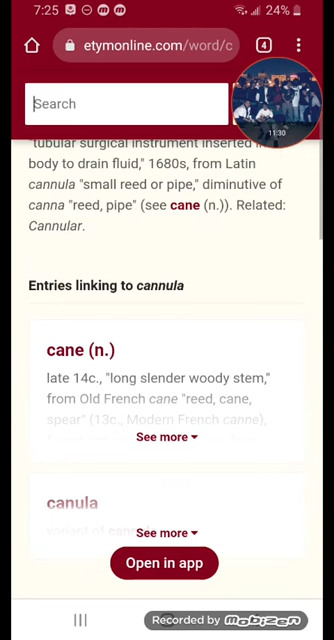 7:25
24%
etymonline.com/word/c
4
Search
11:30
"tubular surgical instrument inserted
body to drain fluid," 1680s, from Latin
cannula "small reed or pipe," diminutive of
canna "reed, pipe" (see cane (n.)). Related:
Cannular.
Entries linking to cannula
cane (n.)
late 14c., "long slender woody stem,"
from Old French cane "reed, cane,
spear" (13c., Modern French canne),
See more
canula
variant of
See more
Open in app
Recorded by mobizen